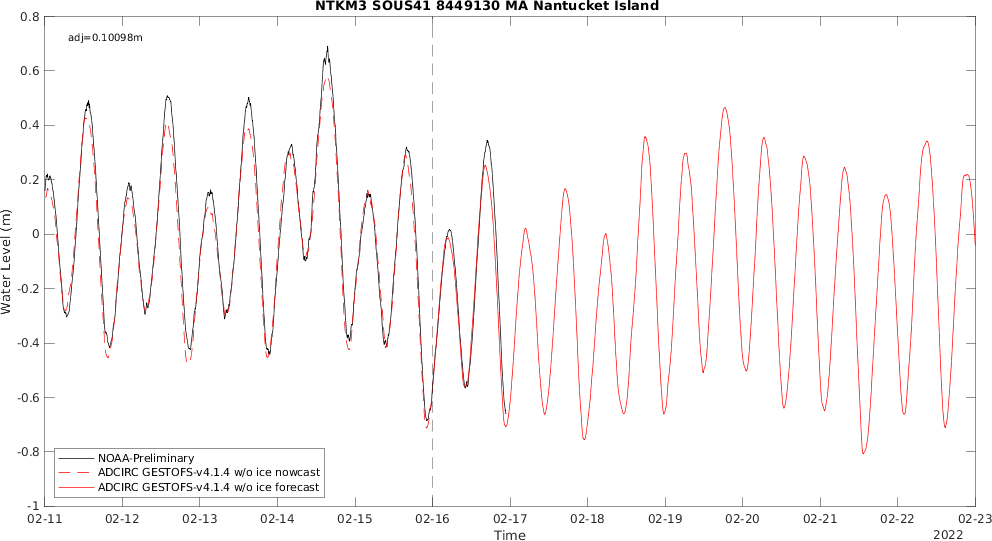 NTKM3 SOUS41 8449130 MA Nantucket Island
0.8
adj=0.10098m
0.6
0.4
0.2
0
-0.2
-0.4
-0.6
-0.8
-1
Water Level (m)
NOAA-Preliminary
ADCIRC GESTOFS-v4.1.4 w/o ice nowcast
ADCIRC GESTOFS-v4.1.4 w/o ice forecast
02-11 02-12 02-13 02-14 02-15 02-16 02-17 02-18 02-19 02-20 02-21 02-22 02-23
Time
2022